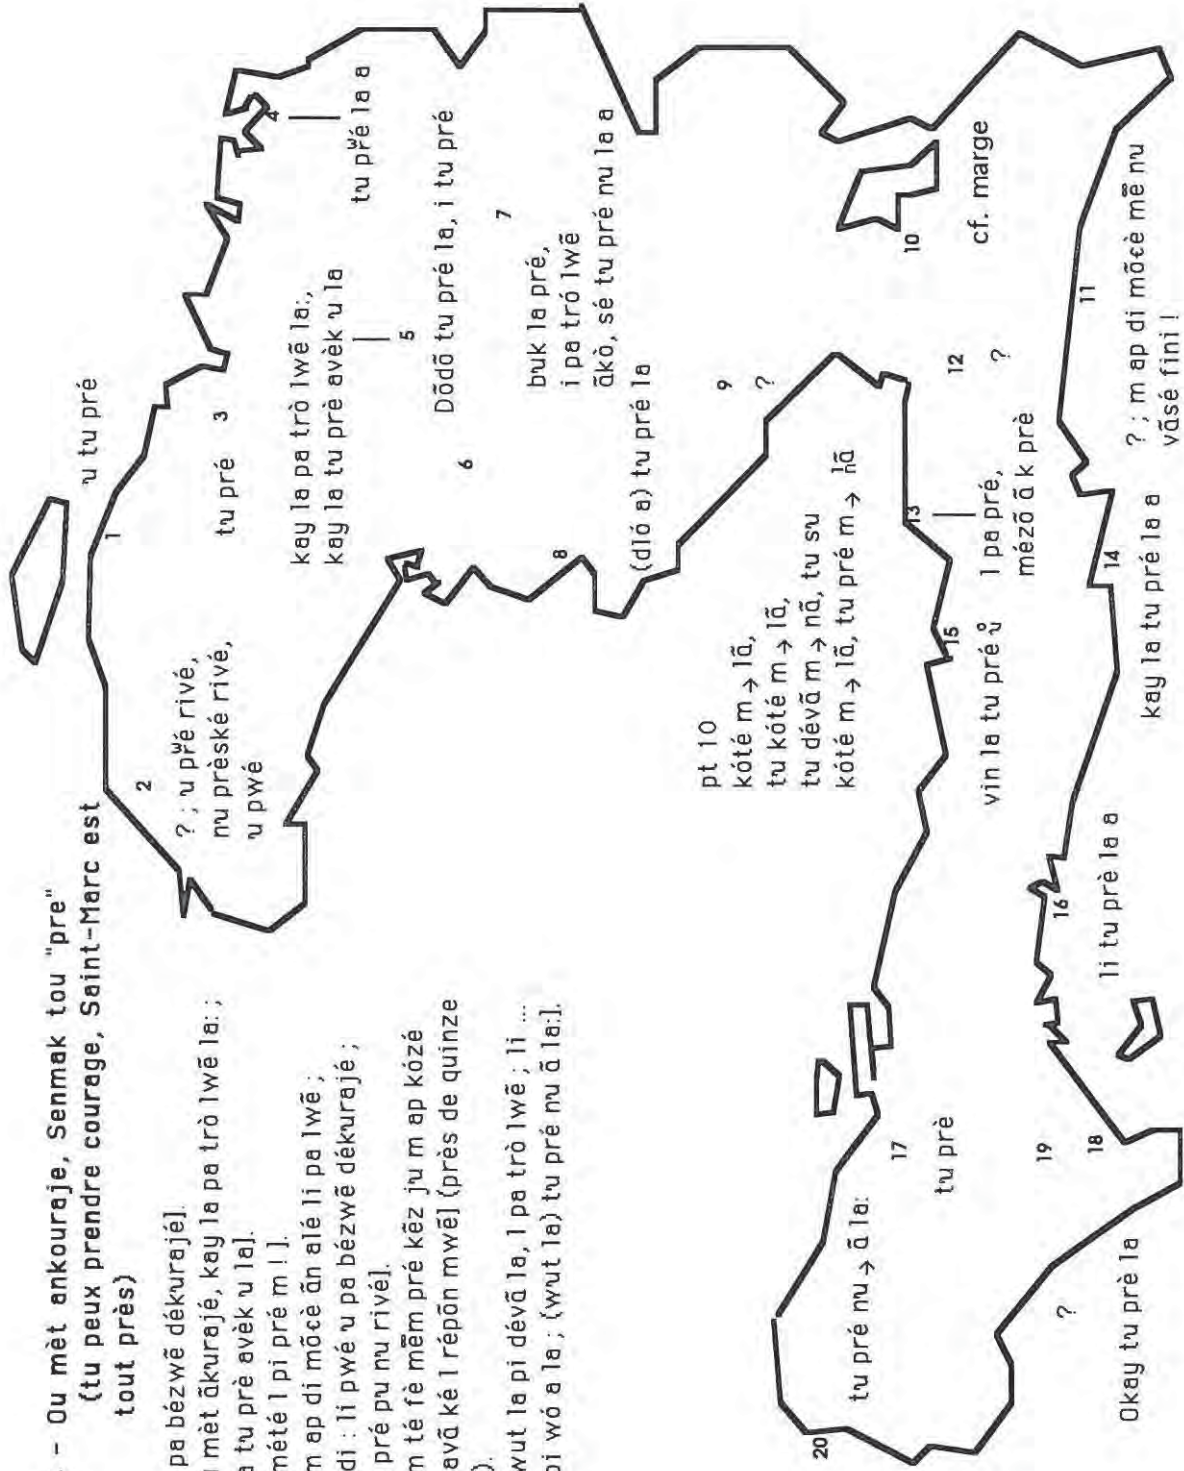 - Ou mèt ankouraje, Senmak tou "pre"
(tu peux prendre courage, Saint-Marc est
tout près)
pa bézwẽ dékurajé].
mèt ãkurajé, kay la pa trò lwẽ la: ;
a tu prè avèk u la].
mété l pi pré m ! ].
m ap di mõcè ãn alé li pa lwẽ ;
di : li pwé u pa bézwẽ dékurajé ;
pré pu nu rivé].
m té fè mẽm pré kẽz ju m ap kózé
avã ké l répõn mwẽ] (près de quinze
).
wut la pi dévã la, l pa trò lwẽ ; li ...
pi wó a la ; (wut la) tu pré nu ã la:].
u tu pré
1
2
? ; u pʷré rivé,
nu prèské rivé,
u pwé
tu pré
3
4
tu pʷré la a
kay la pa trò lwẽ la:,
kay la tu prè avèk u la
5
Dõdõ tu pré la, i tu pré
6
7
buk la pré,
i pa tró lwẽ
ãkò, sé tu pré nu la a
8
(dló a) tu pré la
9
?
10
cf. marge
pt 10
kóté m → lã,
tu kóté m → lã,
tu dévã m → nã, tu su
kóté m → lã, tu pré m → lã
11
? ; m ap di mõcè mẽ nu
vãsé fini !
12
?
13
l pa pré,
mézõ ã k prè
14
kay la tu pré la a
15
vin la tu pré ů
16
li tu prè la a
17
tu prè
18
19
?
Okay tu prè la
20
tu pré nu → ã la: